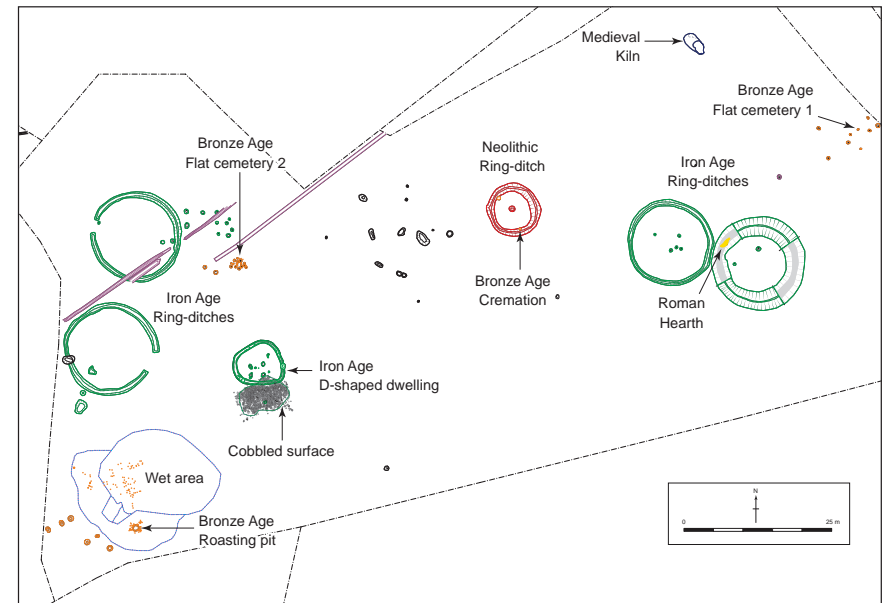 Medieval
Kiln
Bronze Age
Flat cemetery 1
Bronze Age
Flat cemetery 2
Neolithic
Ring-ditch
Iron Age
Ring-ditches
Bronze Age
Cremation
Roman
Hearth
Iron Age
Ring-ditches
Iron Age
D-shaped dwelling
Cobbled surface
Wet area
Bronze Age
Roasting pit
N
0 25 m